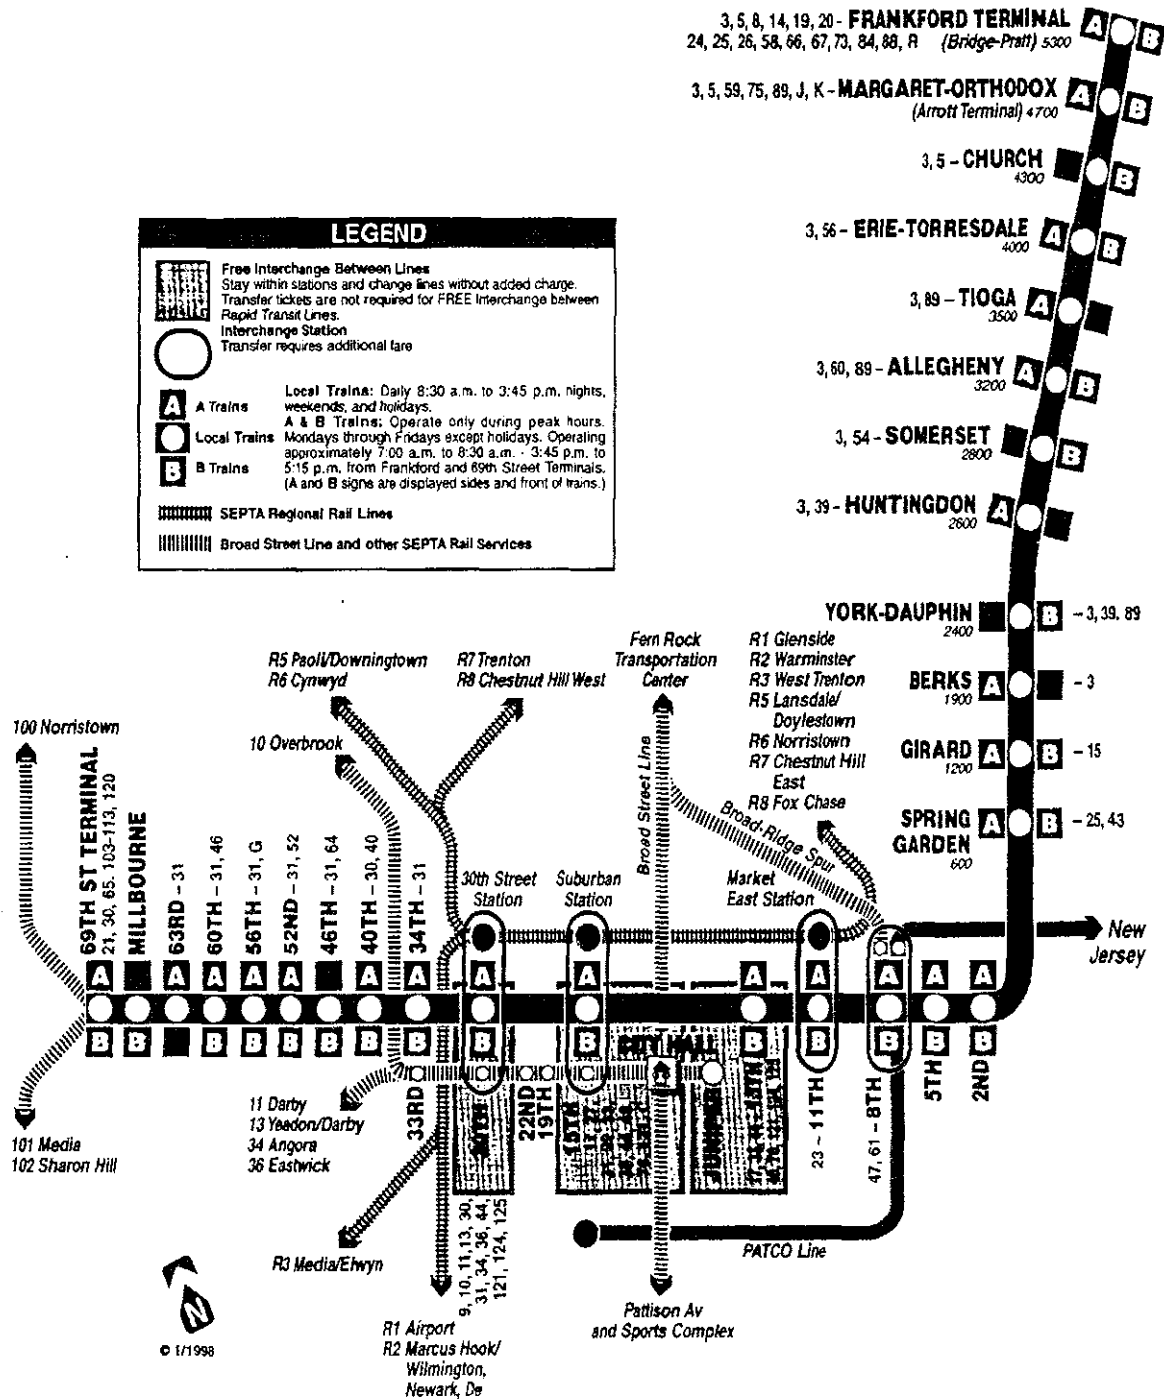 3, 5, 8, 14, 19, 20 - FRANKFORD TERMINAL
24, 25, 26, 58, 66, 67, 73, 84, 88, R (Bridge-Pratt) 5300
A B
3, 5, 59, 75, 89, J, K - MARGARET-ORTHODOX
(Arrott Terminal) 4700
A B
3, 5 - CHURCH
4300
B
3, 56 - ERIE-TORRESDALE
4000
A B
3, 89 - TIOGA
3500
A
3, 60, 89 - ALLEGHENY
3200
A B
3, 54 - SOMERSET
2800
B
3, 39 - HUNTINGDON
2600
A
YORK-DAUPHIN B - 3, 39, 89
2400
BERKS A - 3
1900
GIRARD A B - 15
1200
SPRING GARDEN A B - 25, 43
600
LEGEND
Free Interchange Between Lines
Stay within stations and change lines without added charge.
Transfer tickets are not required for FREE Interchange between
Rapid Transit Lines.
Interchange Station
Transfer requires additional fare
A A Trains
Local Trains
B B Trains
Local Trains: Daily 8:30 a.m. to 3:45 p.m. nights,
weekends, and holidays.
A & B Trains: Operate only during peak hours.
Mondays through Fridays except holidays. Operating
approximately 7:00 a.m. to 8:30 a.m. - 3:45 p.m. to
5:15 p.m. from Frankford and 69th Street Terminals.
(A and B signs are displayed sides and front of trains.)
SEPTA Regional Rail Lines
Broad Street Line and other SEPTA Rail Services
R5 Paoli/Downingtown
R6 Cynwyd
R7 Trenton
R8 Chestnut Hill West
Fern Rock
Transportation
Center
R1 Glenside
R2 Warminster
R3 West Trenton
R5 Lansdale/
Doylestown
R6 Norristown
R7 Chestnut Hill
East
R8 Fox Chase
100 Norristown
10 Overbrook
Broad Street Line
Broad-Ridge Spur
69TH ST TERMINAL
21, 30, 65. 103-113, 120
MILLBOURNE
63RD - 31
60TH - 31, 46
56TH - 31, G
52ND - 31, 52
46TH - 31, 64
40TH - 30, 40
34TH - 31
30th Street
Station
Suburban
Station
Market
East Station
New
Jersey
A A A A A A A A A A A A A A A
B B B B B B B B B B B B B B B
CITY HALL
33RD
30TH
22ND
19TH
15TH
JUNIPER
13TH
23 - 11TH
47, 61 - 8TH
5TH
2ND
9, 10, 11, 13, 30,
31, 34, 36, 44,
121, 124, 125
11 Darby
13 Yeadon/Darby
34 Angora
36 Eastwick
101 Media
102 Sharon Hill
R3 Media/Elwyn
PATCO Line
R1 Airport
R2 Marcus Hook/
Wilmington,
Newark, De
Pattison Av
and Sports Complex
N
© 1/1998